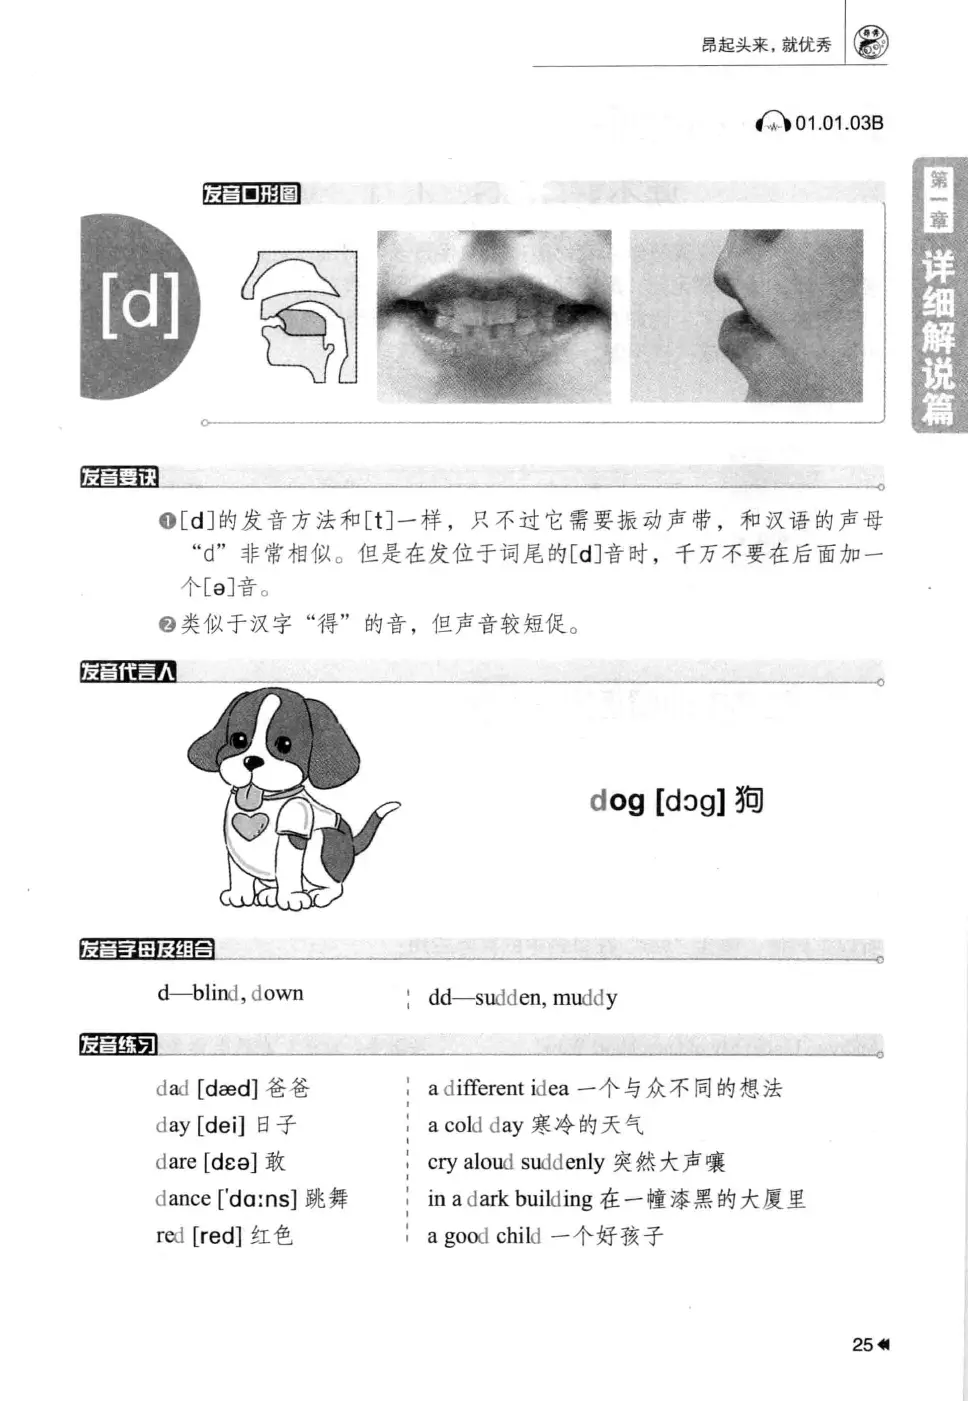 昂起头来，就优秀
01.01.03B
第一章
详细解说篇
发音口形图
[d]
发音要诀
❶[d]的发音方法和[t]一样，只不过它需要振动声带，和汉语的声母
“d”非常相似。但是在发位于词尾的[d]音时，千万不要在后面加一
个[ə]音。
❷类似于汉字“得”的音，但声音较短促。
发音代言人
dog [dɔg] 狗
发音字母及组合
d—blind, down
dd—sudden, muddy
发音练习
dad [dæd] 爸爸
day [dei] 日子
dare [dɛə] 敢
dance ['dɑːns] 跳舞
red [red] 红色
a different idea 一个与众不同的想法
a cold day 寒冷的天气
cry aloud suddenly 突然大声嚷
in a dark building 在一幢漆黑的大厦里
a good child 一个好孩子
25